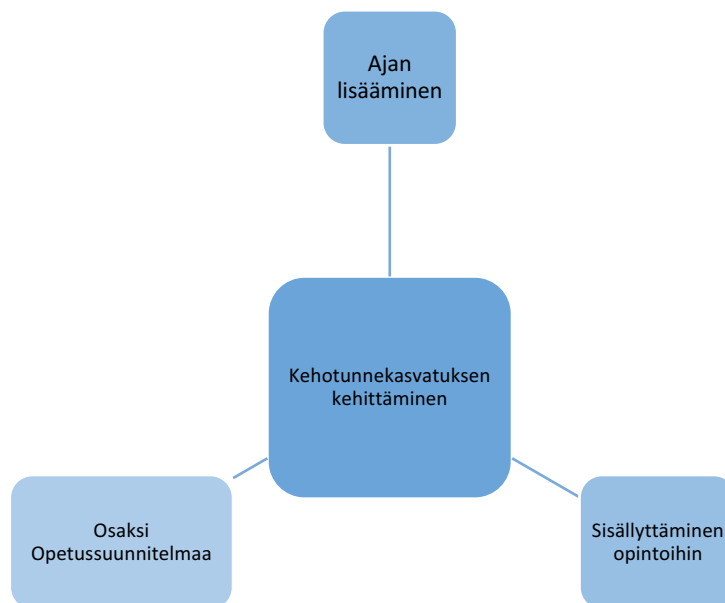 Ajan
lisääminen
Kehotunnekasvatuksen
kehittäminen
Osaksi
Opetussuunnitelmaa
Sisällyttäminen
opintoihin